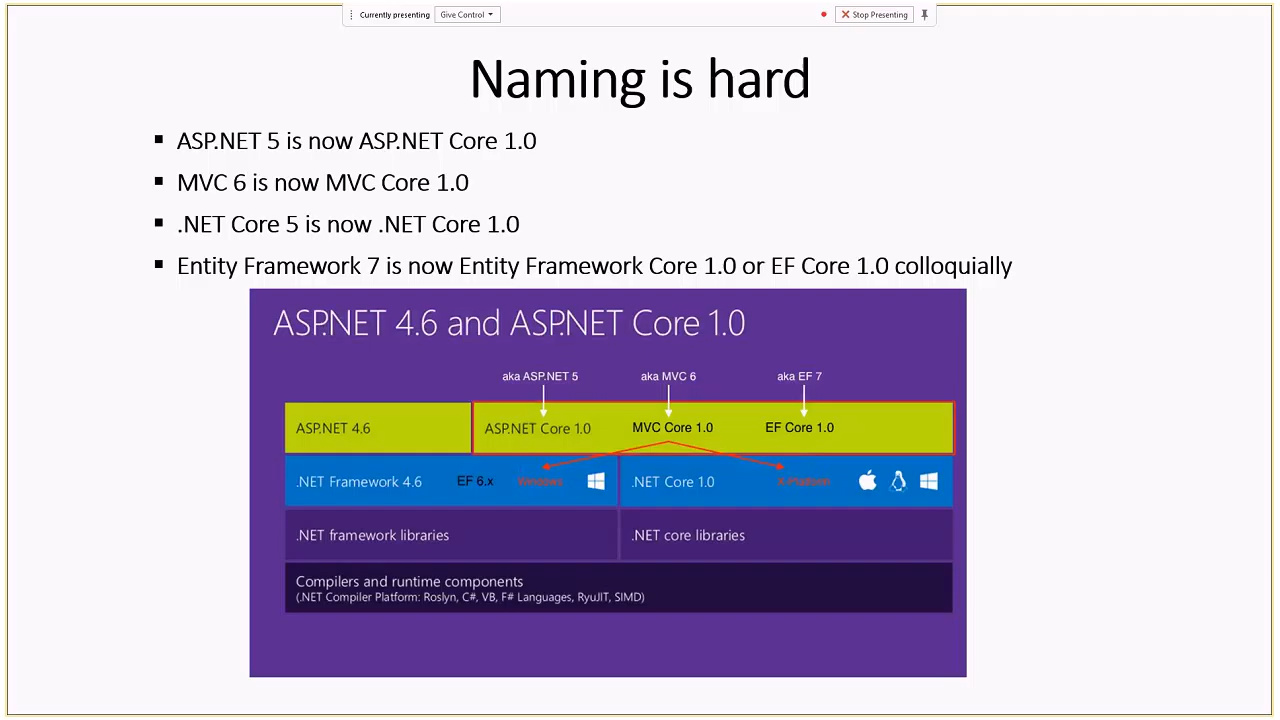 Currently presenting Give Control Stop Presenting
Naming is hard
ASP.NET 5 is now ASP.NET Core 1.0
MVC 6 is now MVC Core 1.0
.NET Core 5 is now .NET Core 1.0
Entity Framework 7 is now Entity Framework Core 1.0 or EF Core 1.0 colloquially
ASP.NET 4.6 and ASP.NET Core 1.0
aka ASP.NET 5 aka MVC 6 aka EF 7
ASP.NET 4.6 ASP.NET Core 1.0 MVC Core 1.0 EF Core 1.0
.NET Framework 4.6 EF 6.x Windows .NET Core 1.0 X-Platform
.NET framework libraries .NET core libraries
Compilers and runtime components
(.NET Compiler Platform: Roslyn, C#, VB, F# Languages, RyuJIT, SIMD)